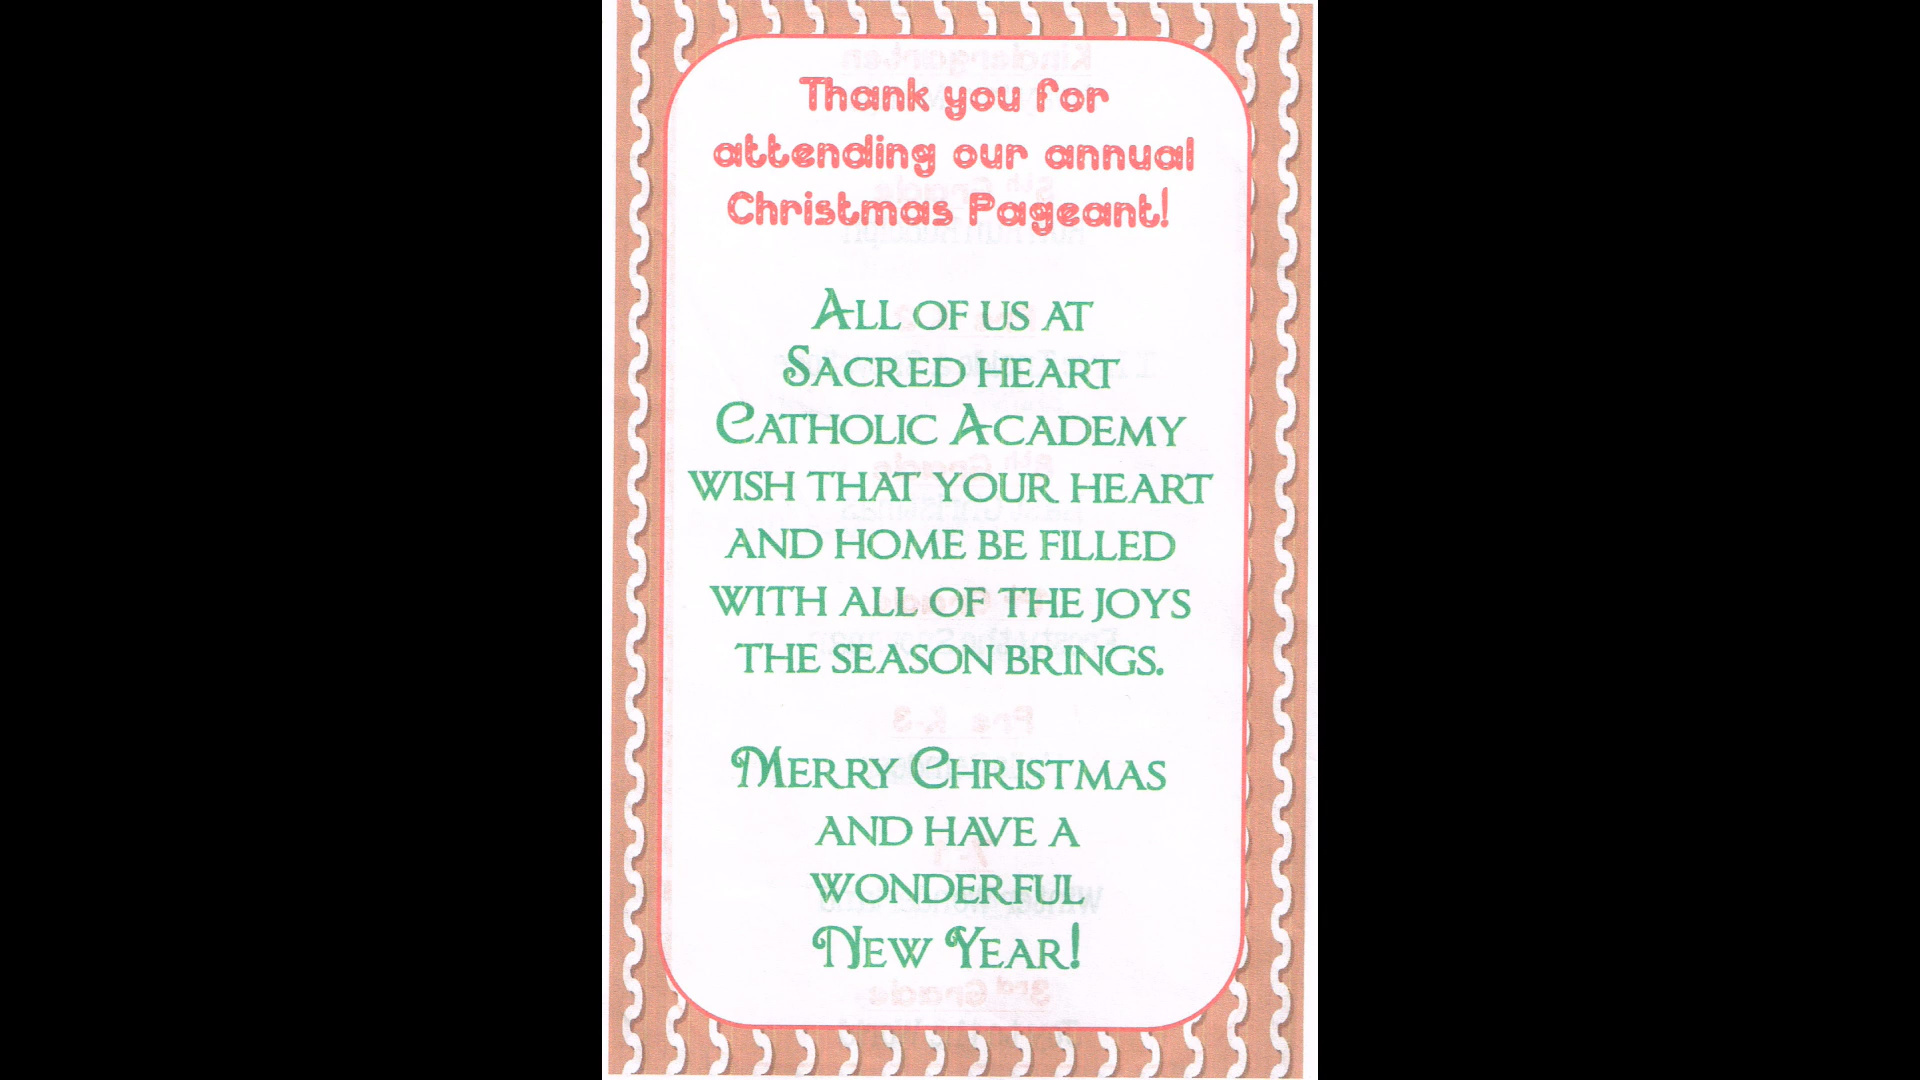 Thank you for
attending our annual
Christmas Pageant!
ALL OF US AT
SACRED HEART
CATHOLIC ACADEMY
WISH THAT YOUR HEART
AND HOME BE FILLED
WITH ALL OF THE JOYS
THE SEASON BRINGS.
MERRY CHRISTMAS
AND HAVE A
WONDERFUL
NEW YEAR!